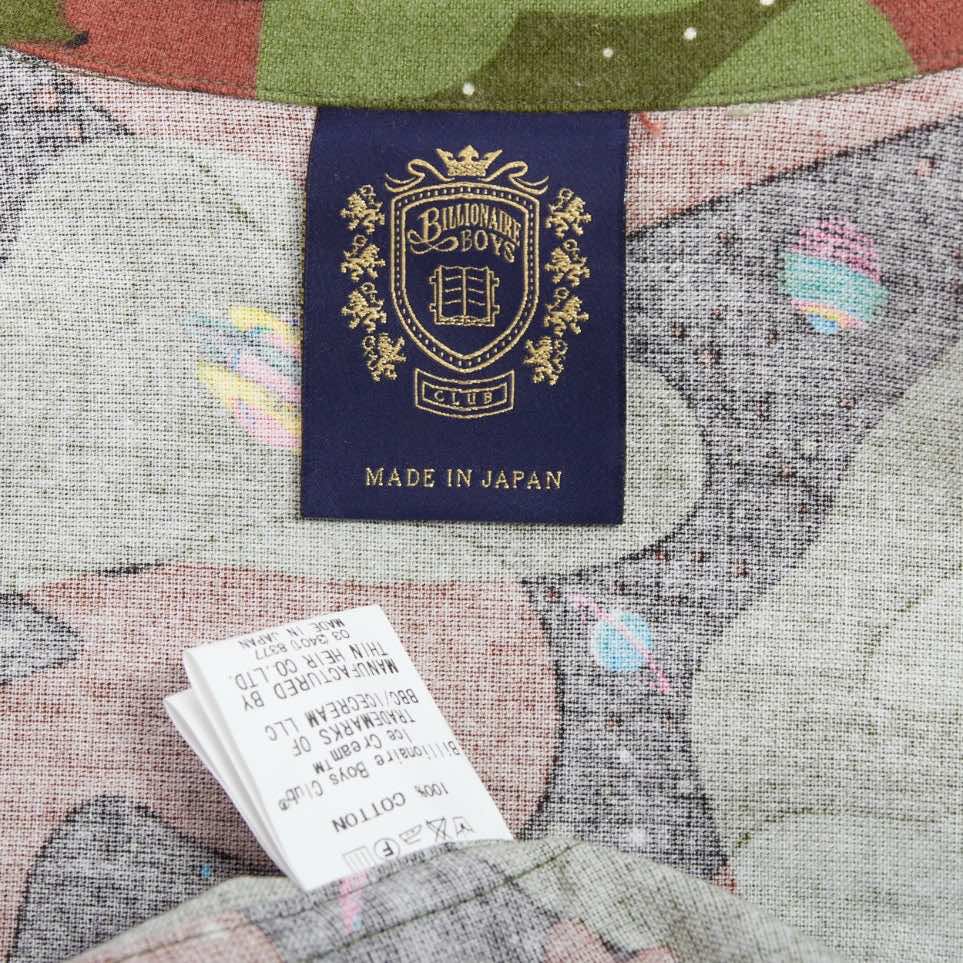 BILLIONAIRE
BOYS
CLUB
MADE IN JAPAN
100% COTTON
Billionaire Boys Club®
Ice Cream™
TRADEMARKS OF
BBC/ICECREAM LLC
MANUFACTURED BY
THIN HEIR CO.LTD.
03 (3401) 8377
MADE IN JAPAN